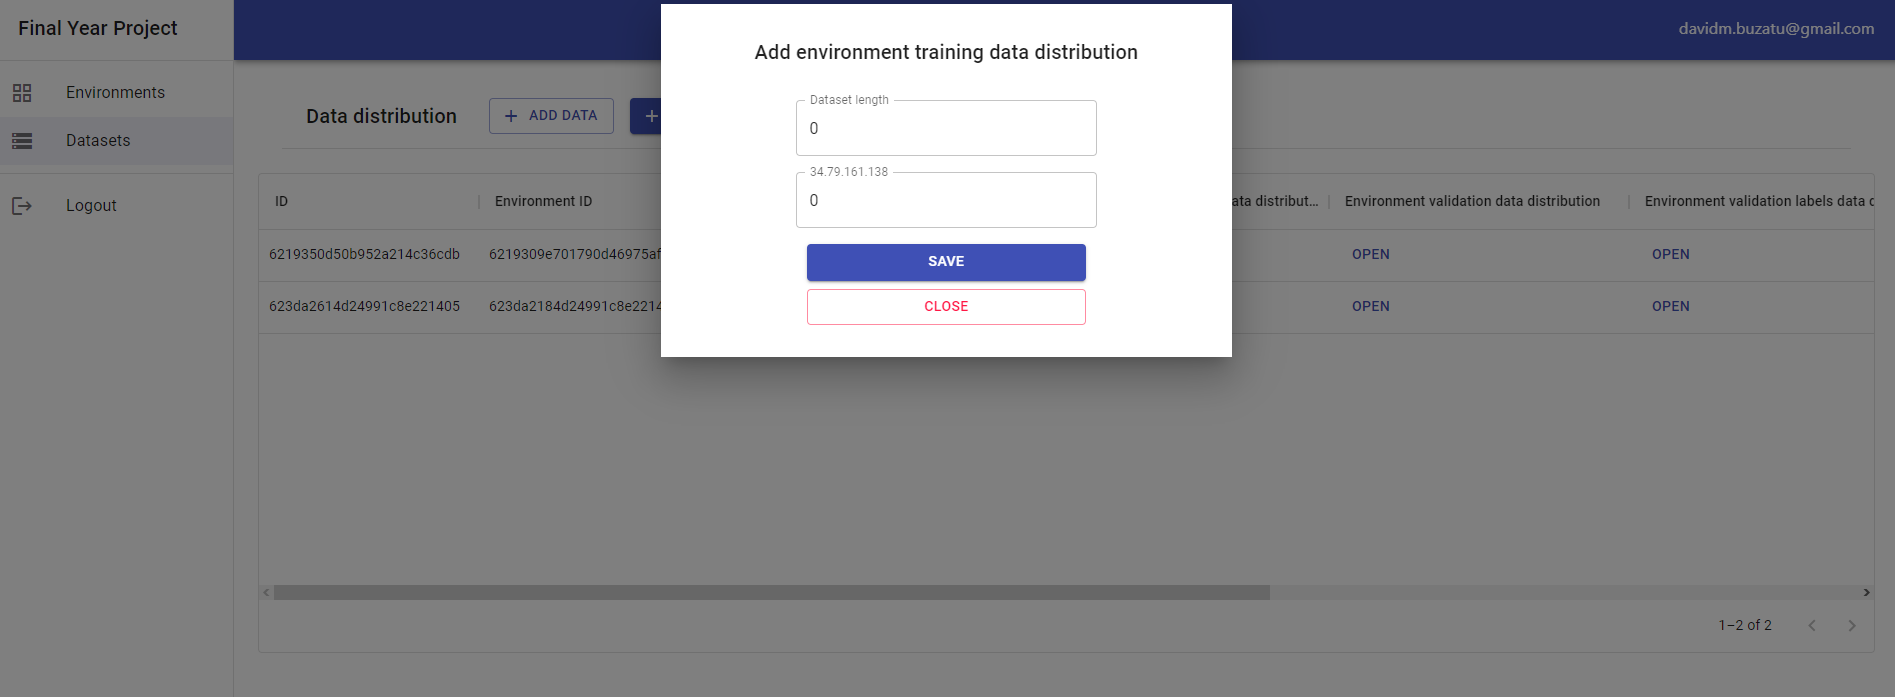 Final Year Project
davidm.buzatu@gmail.com
Environments
Datasets
Logout
Data distribution
ADD DATA
Add environment training data distribution
Dataset length
0
34.79.161.138
0
SAVE
CLOSE
ID
Environment ID
ata distribut...
Environment validation data distribution
Environment validation labels data
6219350d50b952a214c36cdb
6219309e701790d46975af
OPEN
OPEN
623da2614d24991c8e221405
623da2184d24991c8e2214
OPEN
OPEN
1–2 of 2